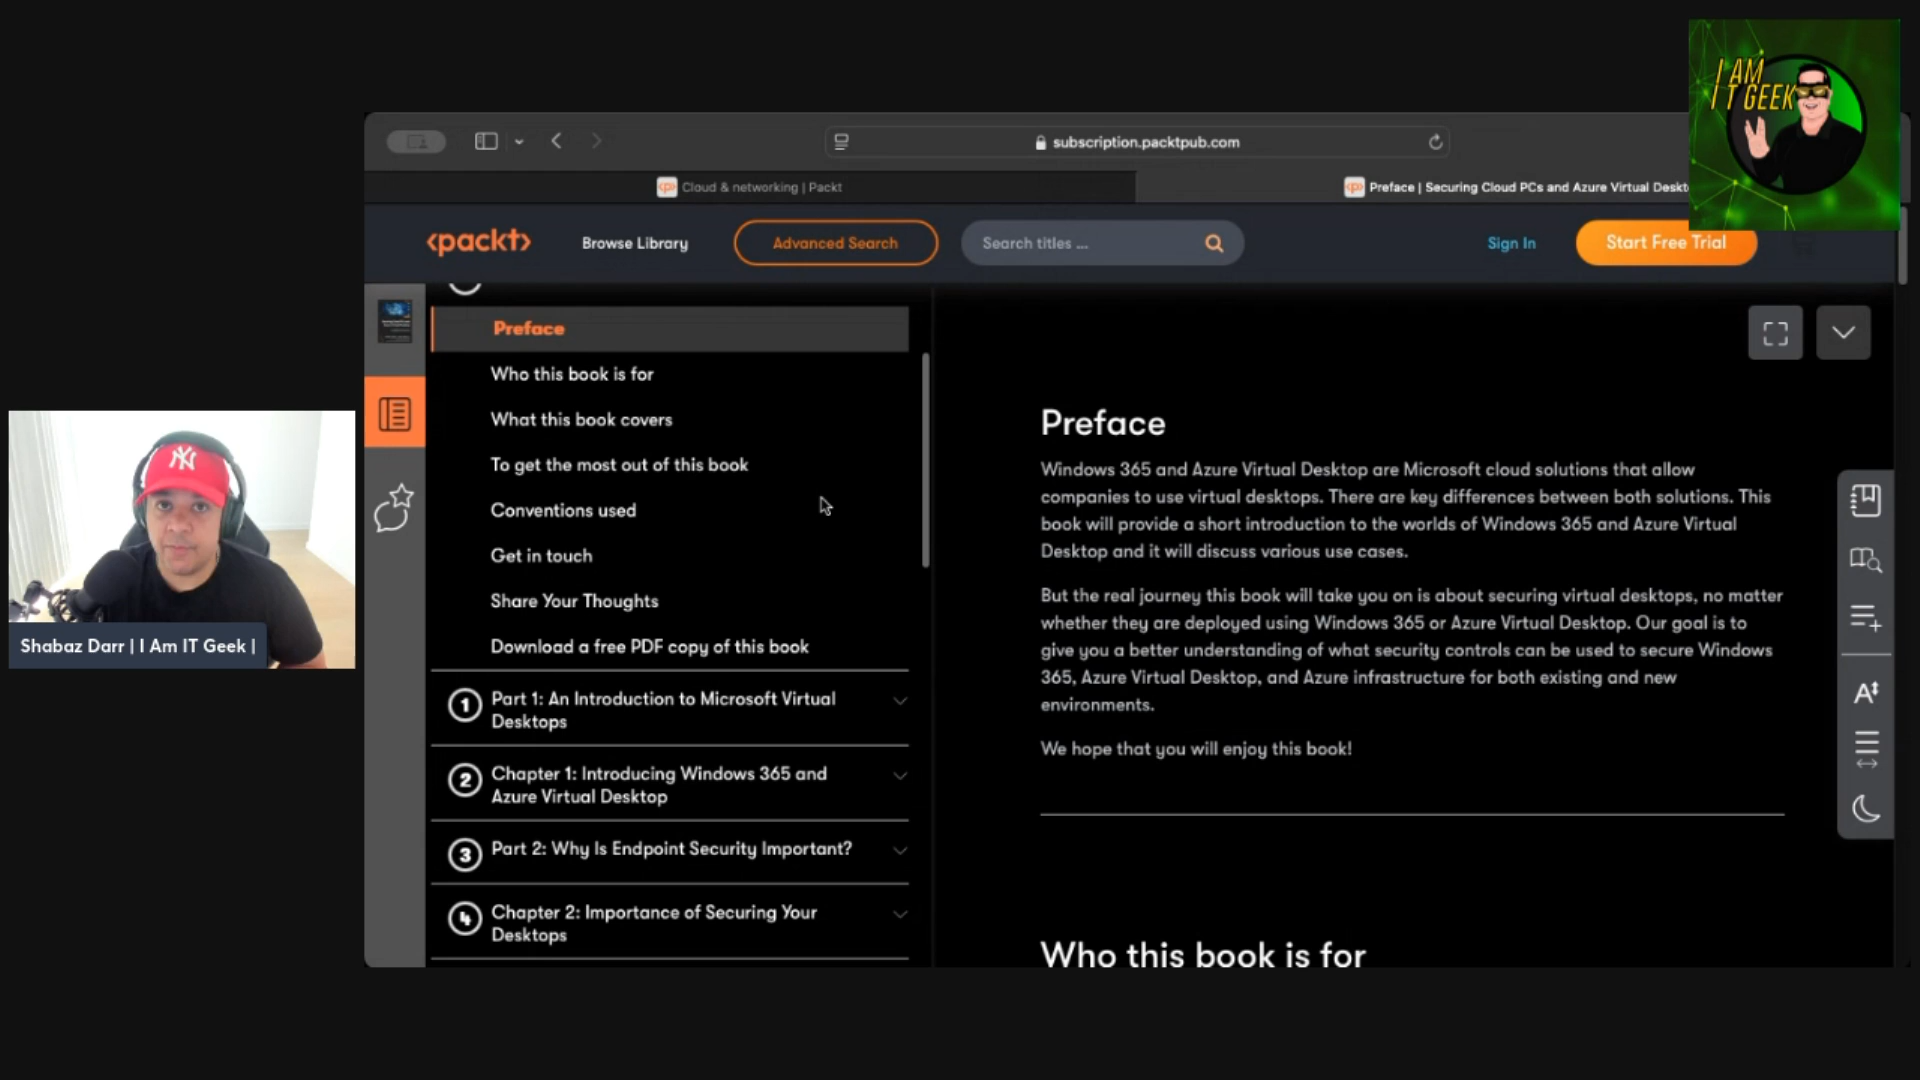 I AM
IT GEEK
subscription.packtpub.com
Cloud & networking | Packt
Preface | Securing Cloud PCs and Azure Virtual Deskt
<packt>
Browse Library
Advanced Search
Search titles ...
Sign In
Start Free Trial
Preface
Who this book is for
What this book covers
To get the most out of this book
Conventions used
Get in touch
Share Your Thoughts
Download a free PDF copy of this book
1 Part 1: An Introduction to Microsoft Virtual
Desktops
2 Chapter 1: Introducing Windows 365 and
Azure Virtual Desktop
3 Part 2: Why Is Endpoint Security Important?
4 Chapter 2: Importance of Securing Your
Desktops
Preface
Windows 365 and Azure Virtual Desktop are Microsoft cloud solutions that allow
companies to use virtual desktops. There are key differences between both solutions. This
book will provide a short introduction to the worlds of Windows 365 and Azure Virtual
Desktop and it will discuss various use cases.
But the real journey this book will take you on is about securing virtual desktops, no matter
whether they are deployed using Windows 365 or Azure Virtual Desktop. Our goal is to
give you a better understanding of what security controls can be used to secure Windows
365, Azure Virtual Desktop, and Azure infrastructure for both existing and new
environments.
We hope that you will enjoy this book!
Who this book is for
NY
Shabaz Darr | I Am IT Geek |